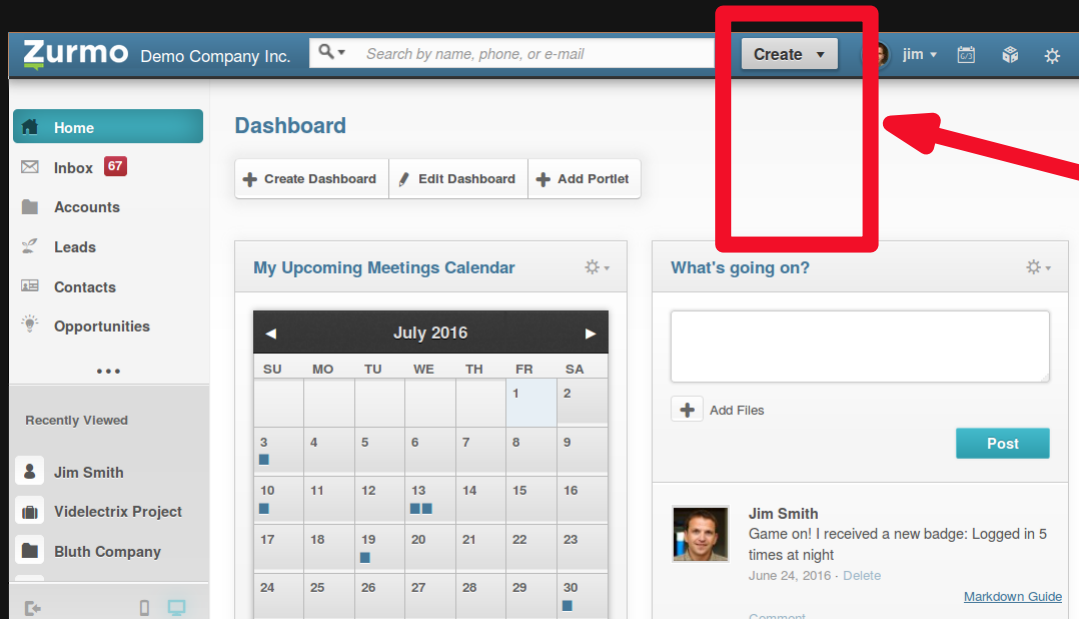 Zurmo Demo Company Inc. Search by name, phone, or e-mail Create jim
Home
Inbox 67
Accounts
Leads
Contacts
Opportunities
Recently Viewed
Jim Smith
Videlectrix Project
Bluth Company
Dashboard
Create Dashboard Edit Dashboard Add Portlet
My Upcoming Meetings Calendar
July 2016
SU MO TU WE TH FR SA
1 2
3 4 5 6 7 8 9
10 11 12 13 14 15 16
17 18 19 20 21 22 23
24 25 26 27 28 29 30
What's going on?
Add Files
Post
Jim Smith
Game on! I received a new badge: Logged in 5
times at night
June 24, 2016 · Delete
Markdown Guide
Comment